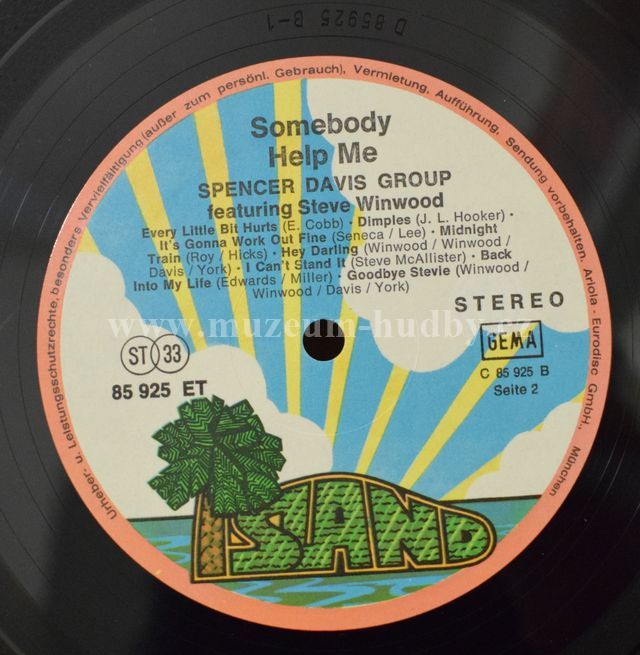 D 85925 B-1
Urheber- u. Leistungsschutzrechte, besonders Vervielfältigung (außer zum persönl. Gebrauch), Vermietung, Aufführung, Sendung vorbehalten. Ariola - Eurodisc GmbH., München
Somebody
Help Me
SPENCER DAVIS GROUP
featuring Steve Winwood
Every Little Bit Hurts (E. Cobb) · Dimples (J. L. Hooker) ·
It's Gonna Work Out Fine (Seneca / Lee) · Midnight
Train (Roy / Hicks) · Hey Darling (Winwood / Winwood /
Davis / York) · I Can't Stand It (Steve McAllister) · Back
Into My Life (Edwards / Miller) · Goodbye Stevie (Winwood /
Winwood / Davis / York)
STEREO
www.muzeum-hudby.cz
ST 33
GEMA
85 925 ET
C 85 925 B
Seite 2
ISLAND